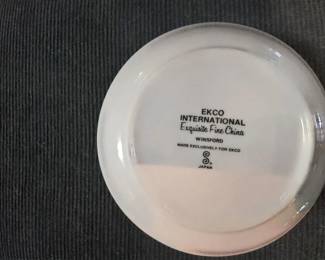 EKCO
INTERNATIONAL
Exquisite Fine China
WINSFORD
MADE EXCLUSIVELY FOR EKCO
JAPAN